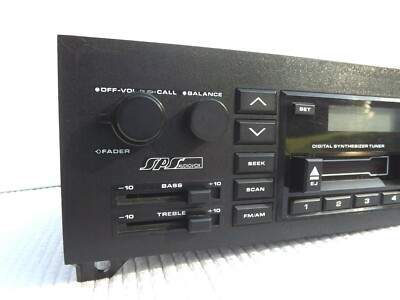 OFF-VOL PUSH-CALL BALANCE
SET
FADER
DIGITAL SYNTHESIZER TUNER
SPS AUDIOVOX
SEEK
-10 BASS +10
SCAN
EJ
-10 TREBLE +10
FM/AM
1 2 3 4